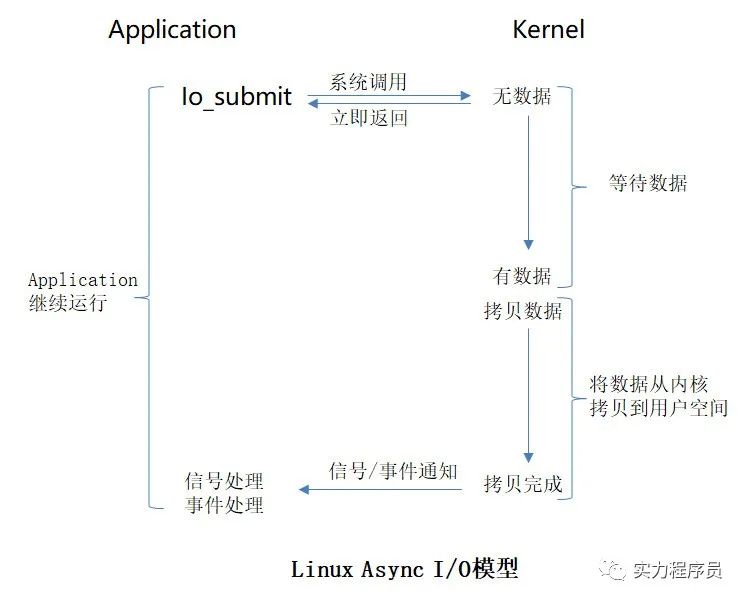 Application
Kernel
Io_submit
系统调用
立即返回
无数据
等待数据
有数据
Application
继续运行
拷贝数据
将数据从内核
拷贝到用户空间
信号处理
事件处理
信号/事件通知
拷贝完成
Linux Async I/O模型
实力程序员